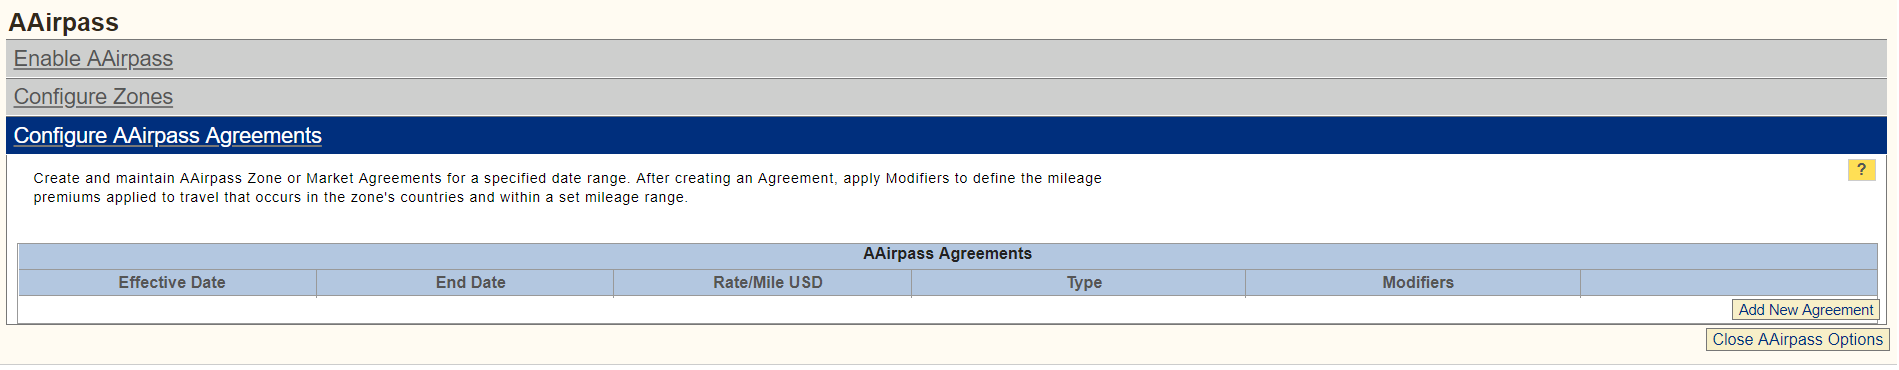 AAirpass
Enable AAirpass
Configure Zones
Configure AAirpass Agreements
?
Create and maintain AAirpass Zone or Market Agreements for a specified date range. After creating an Agreement, apply Modifiers to define the mileage
premiums applied to travel that occurs in the zone's countries and within a set mileage range.
AAirpass Agreements
Effective Date End Date Rate/Mile USD Type Modifiers
Add New Agreement
Close AAirpass Options